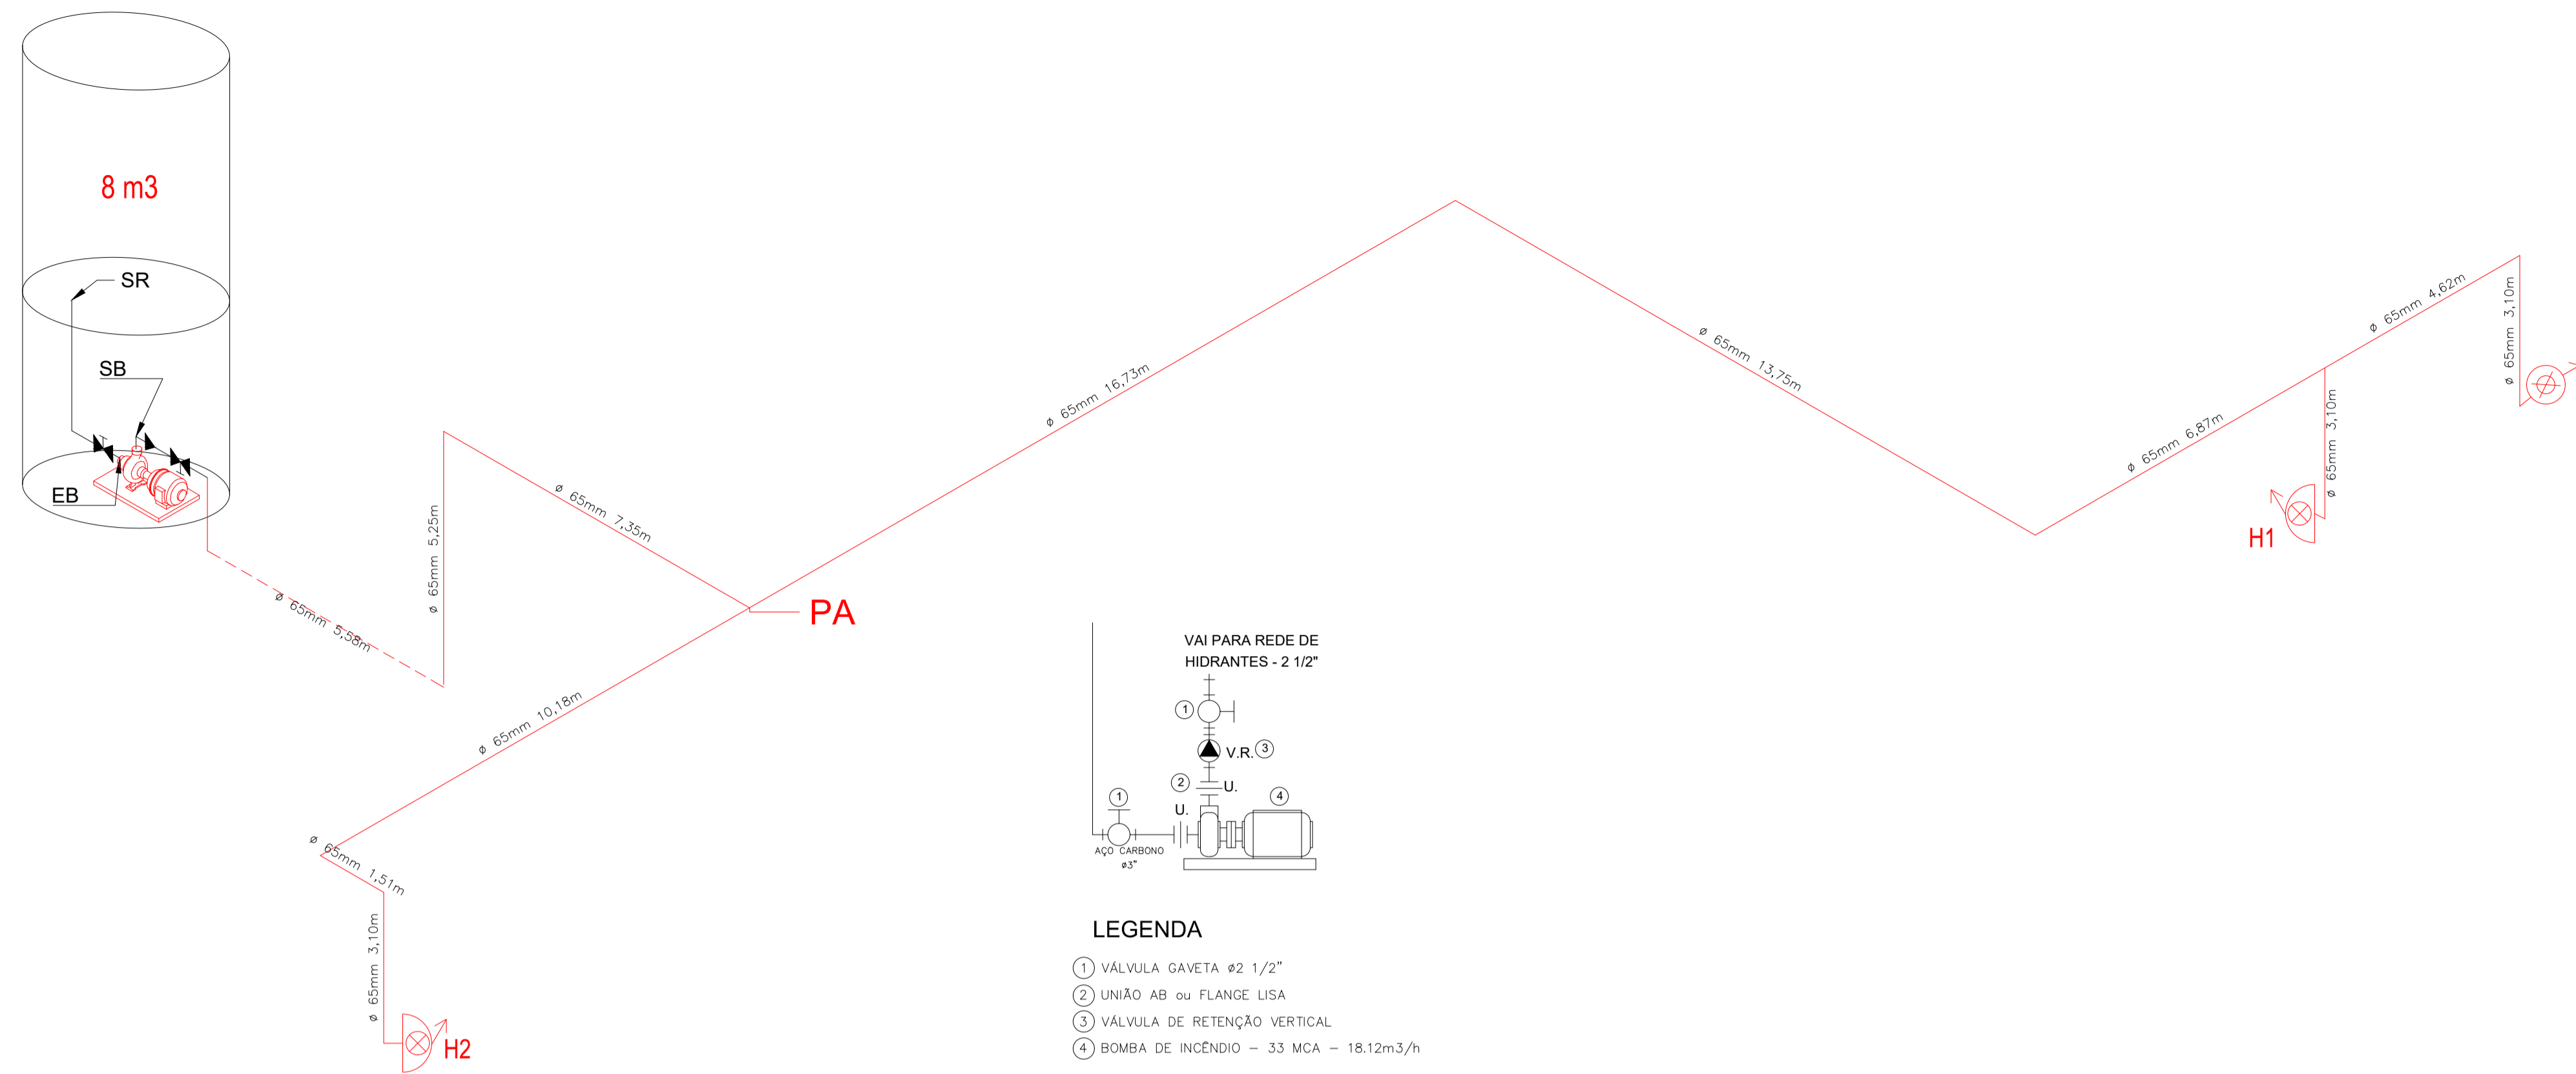 8 m3
SR
SB
EB
ø 65mm 5,58m
ø 65mm 5,25m
ø 65mm 7,35m
PA
ø 65mm 16,73m
ø 65mm 13,75m
ø 65mm 6,87m
ø 65mm 4,62m
ø 65mm 3,10m
ø 65mm 3,10m
H1
ø 65mm 10,18m
ø 65mm 1,51m
ø 65mm 3,10m
H2
VAI PARA REDE DE
HIDRANTES - 2 1/2"
1
V.R. 3
2 U.
1 U. 4
AÇO CARBONO
ø3"
LEGENDA
1 VÁLVULA GAVETA ø2 1/2"
2 UNIÃO AB ou FLANGE LISA
3 VÁLVULA DE RETENÇÃO VERTICAL
4 BOMBA DE INCÊNDIO – 33 MCA – 18.12m3/h